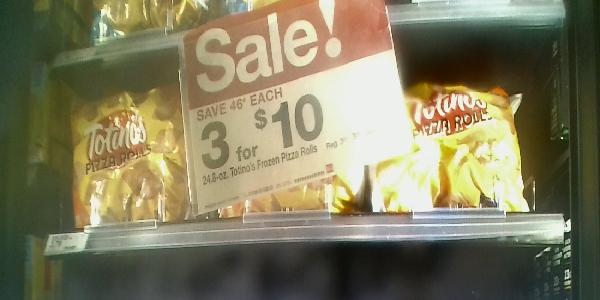 Sale!
SAVE 46¢ EACH
3 for $10
24.8-oz. Totino's Frozen Pizza Rolls Reg.
Totino's
PIZZA ROLLS
Totino's
PIZZA ROLLS